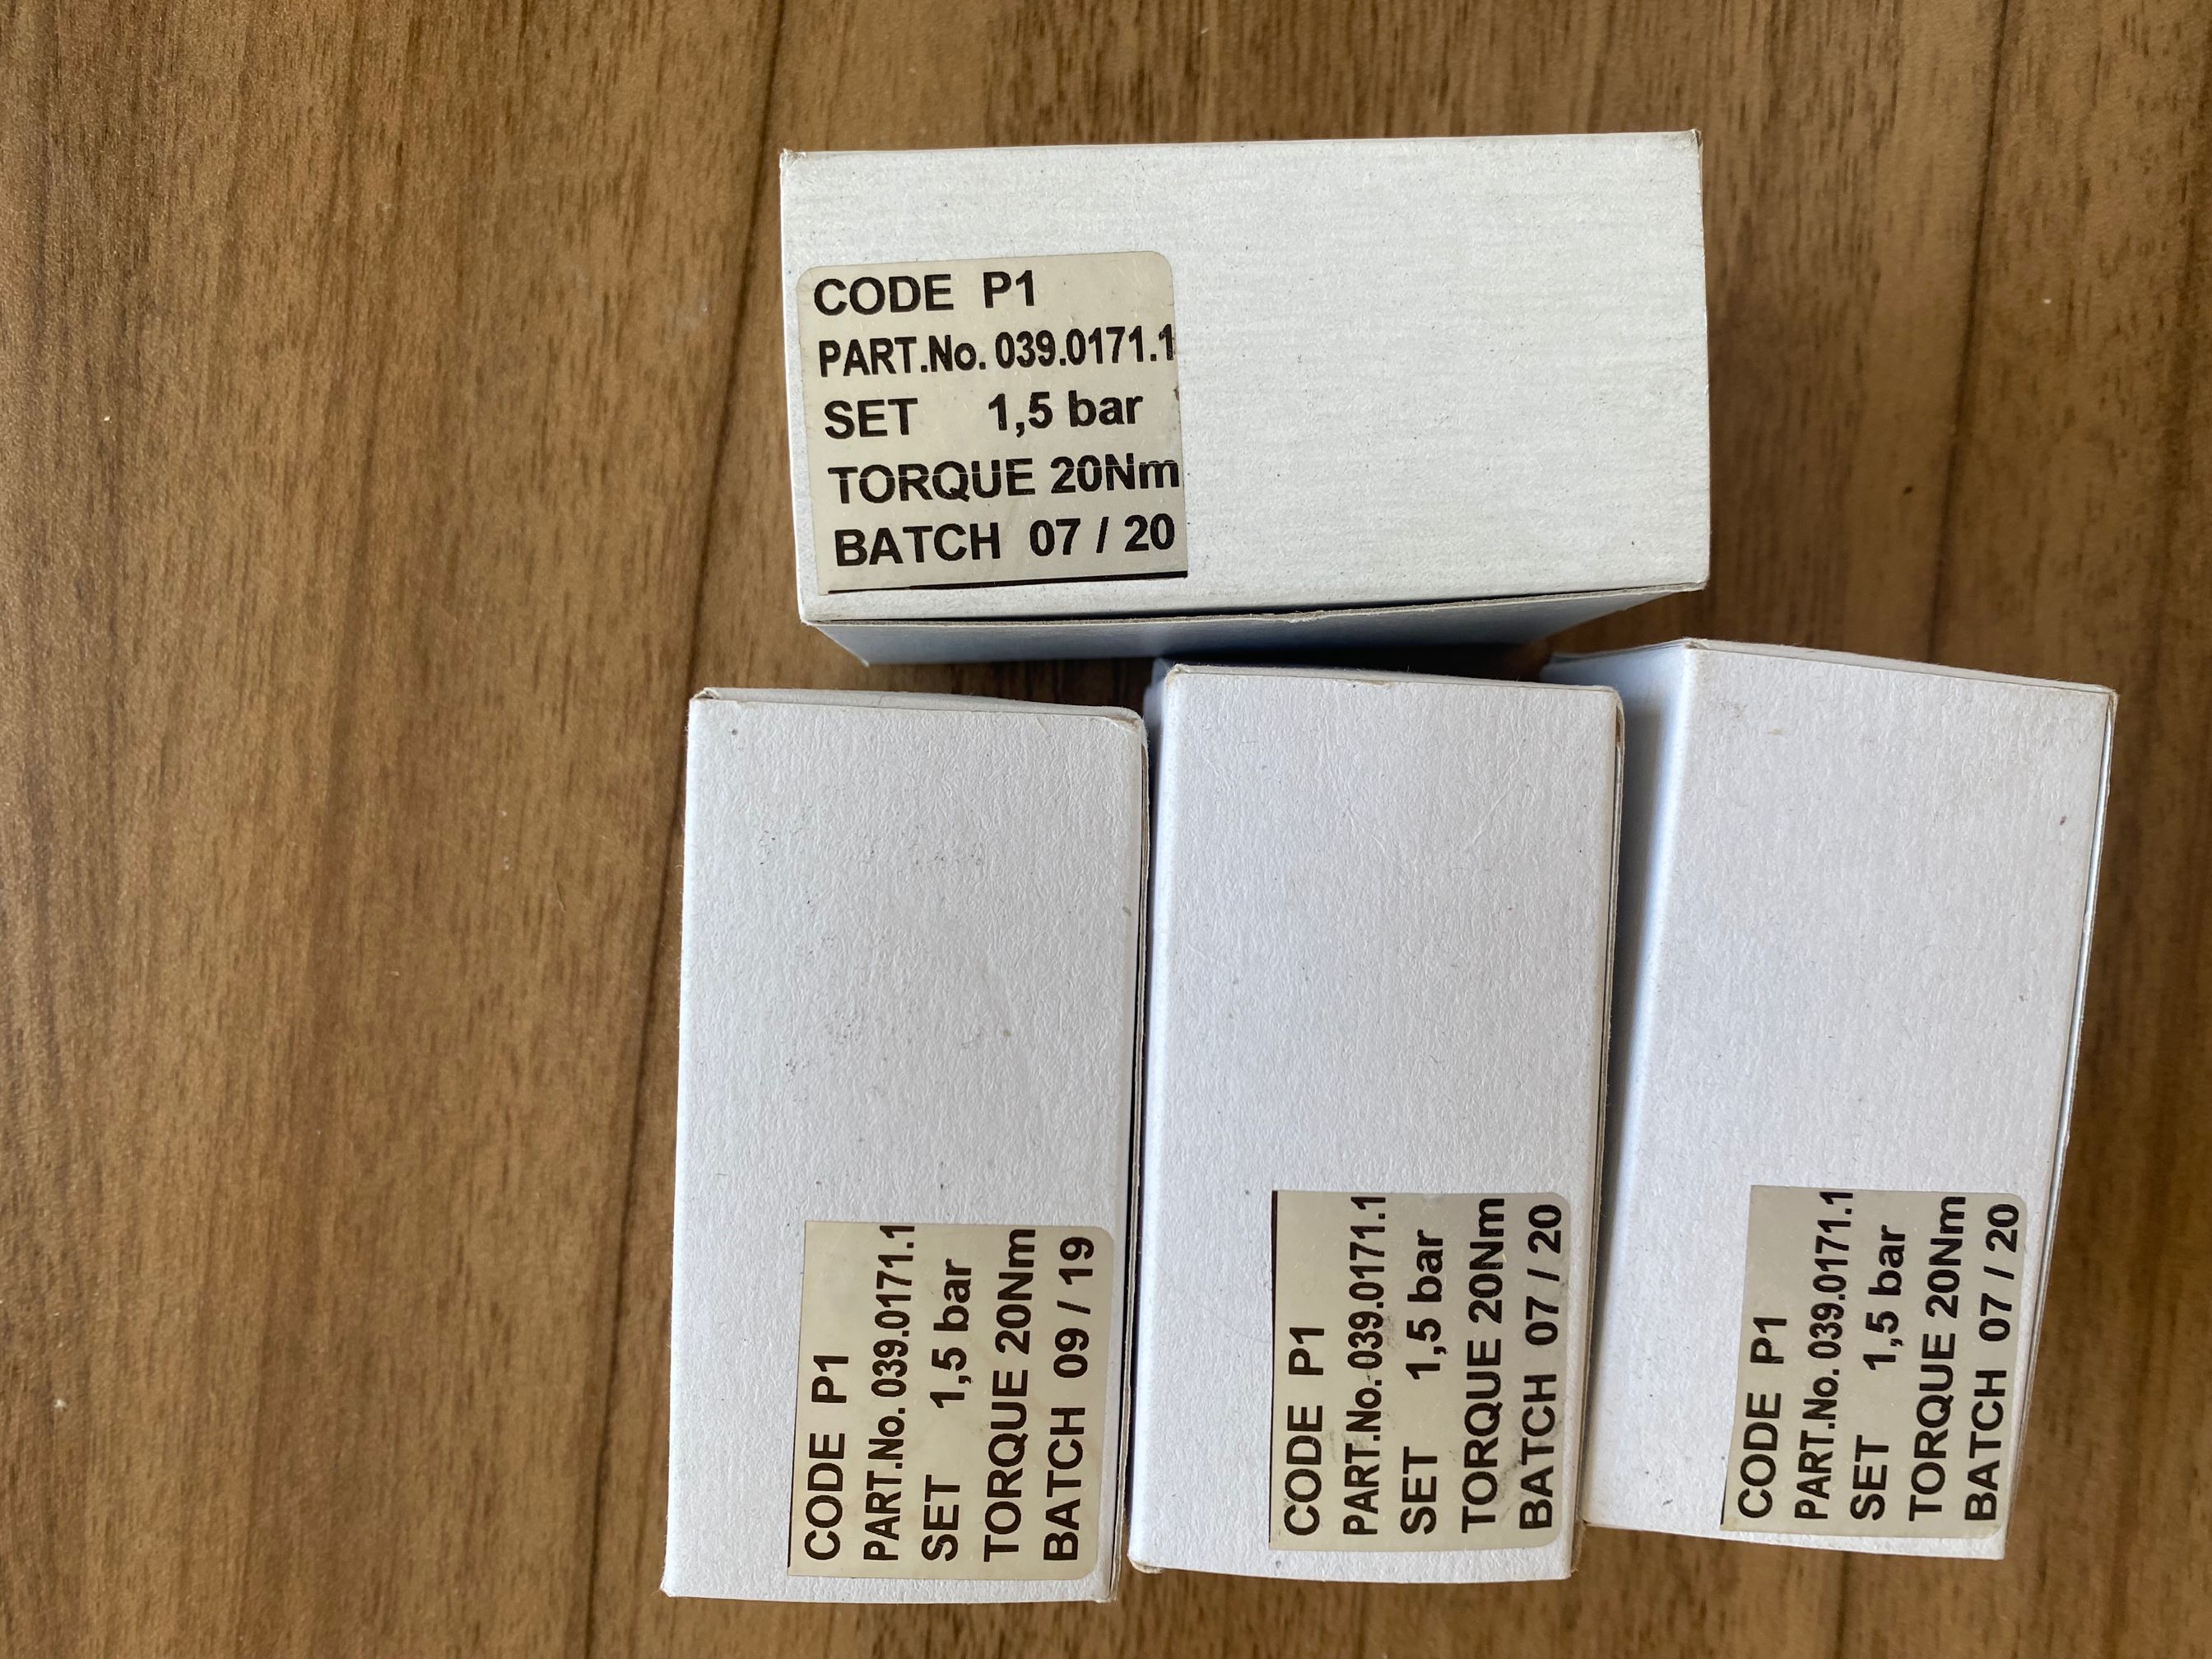 CODE P1
PART.No. 039.0171.1
SET 1,5 bar
TORQUE 20Nm
BATCH 07 / 20
CODE P1
PART.No. 039.0171.1
SET 1,5 bar
TORQUE 20Nm
BATCH 09 / 19
CODE P1
PART.No. 039.0171.1
SET 1,5 bar
TORQUE 20Nm
BATCH 07 / 20
CODE P1
PART.No. 039.0171.1
SET 1,5 bar
TORQUE 20Nm
BATCH 07 / 20